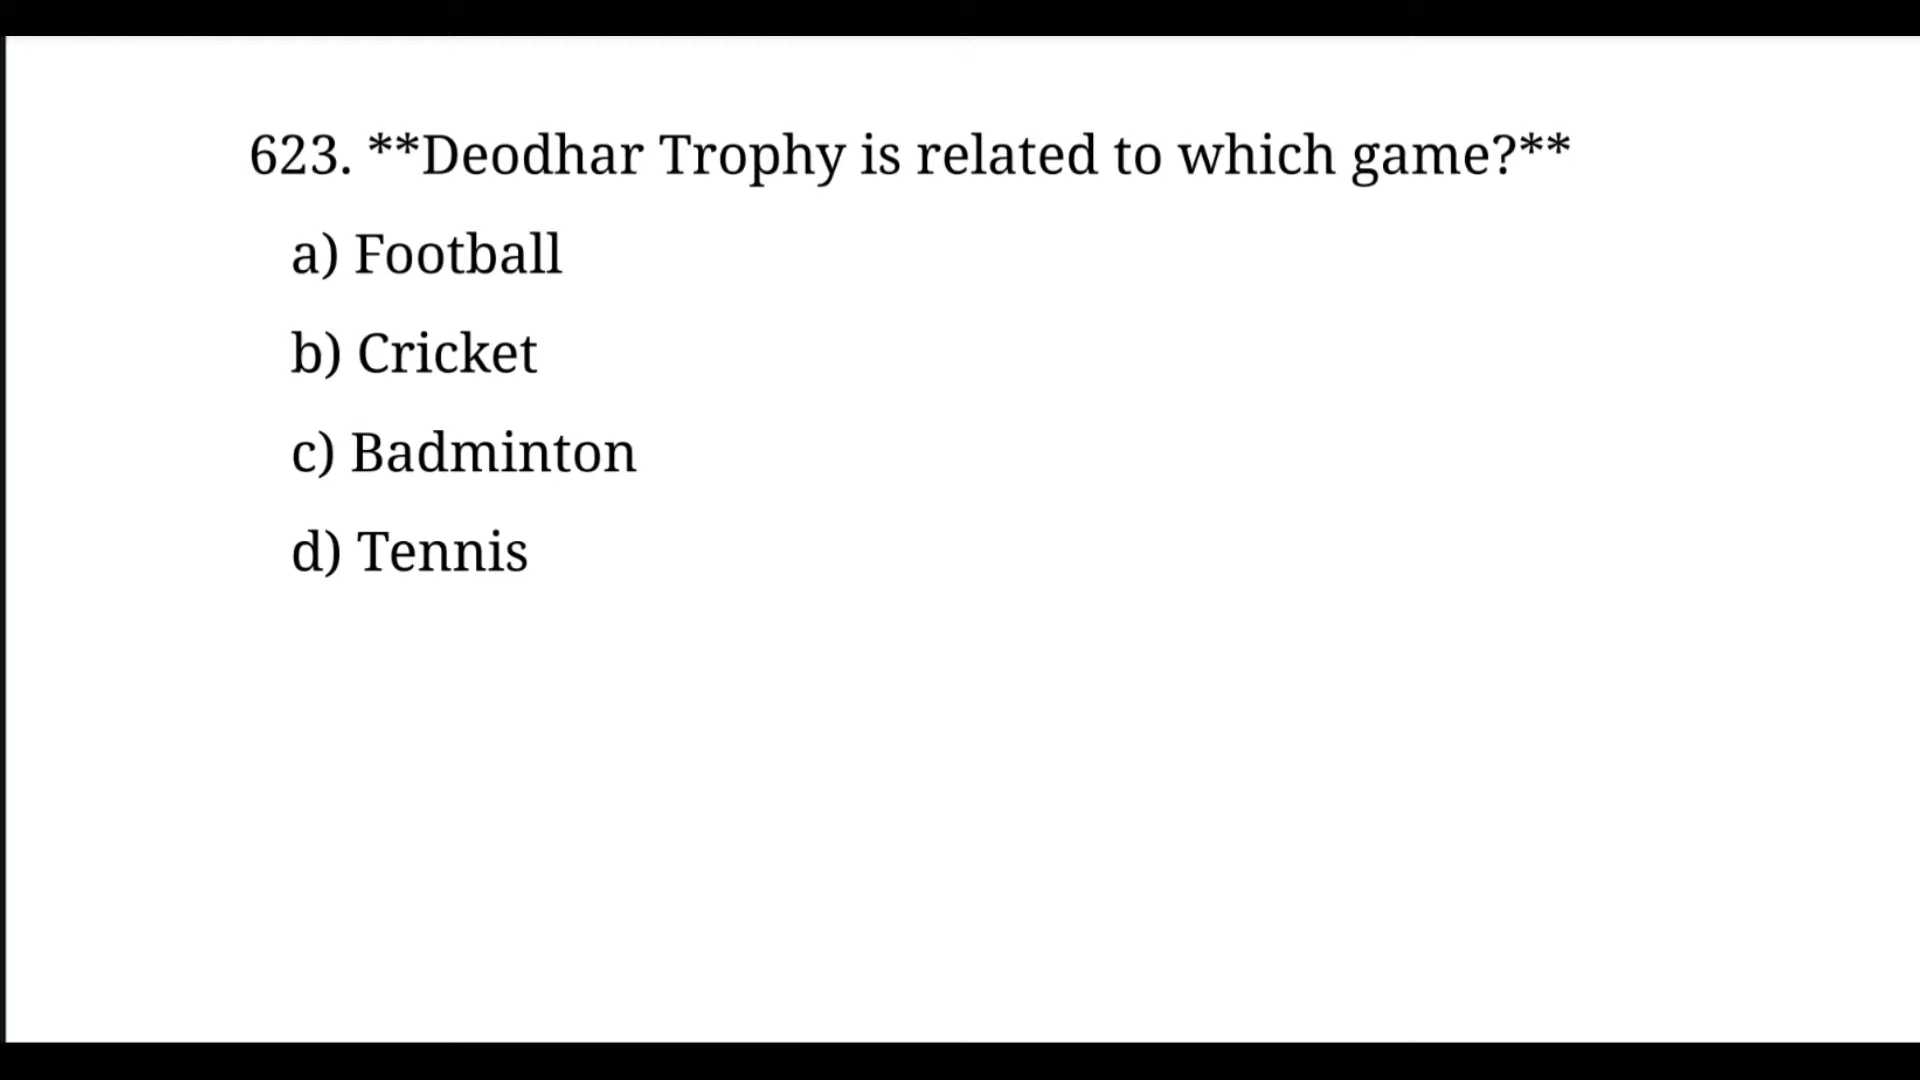 623. **Deodhar Trophy is related to which game?**
a) Football
b) Cricket
c) Badminton
d) Tennis